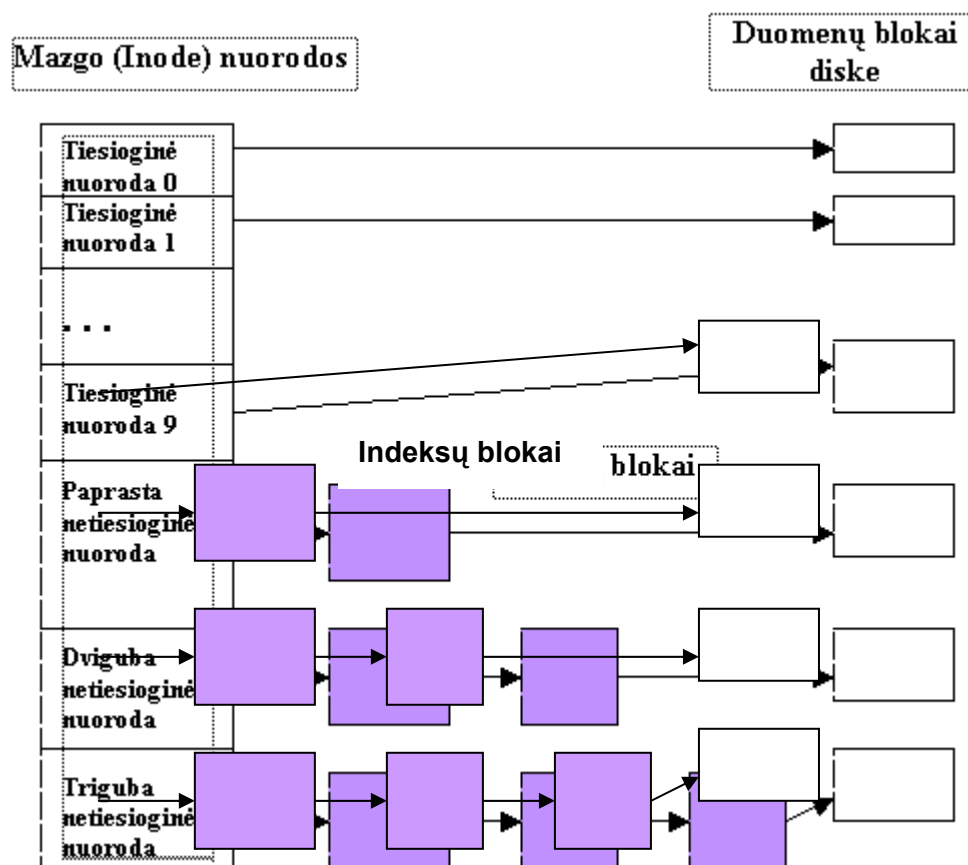 Mazgo (Inode) nuorodos
Duomenų blokai
diske
Tiesioginė
nuoroda 0
Tiesioginė
nuoroda 1
. . .
Tiesioginė
nuoroda 9
Indeksų blokai
blokai
Paprasta
netiesioginė
nuoroda
Dviguba
netiesioginė
nuoroda
Triguba
netiesioginė
nuoroda